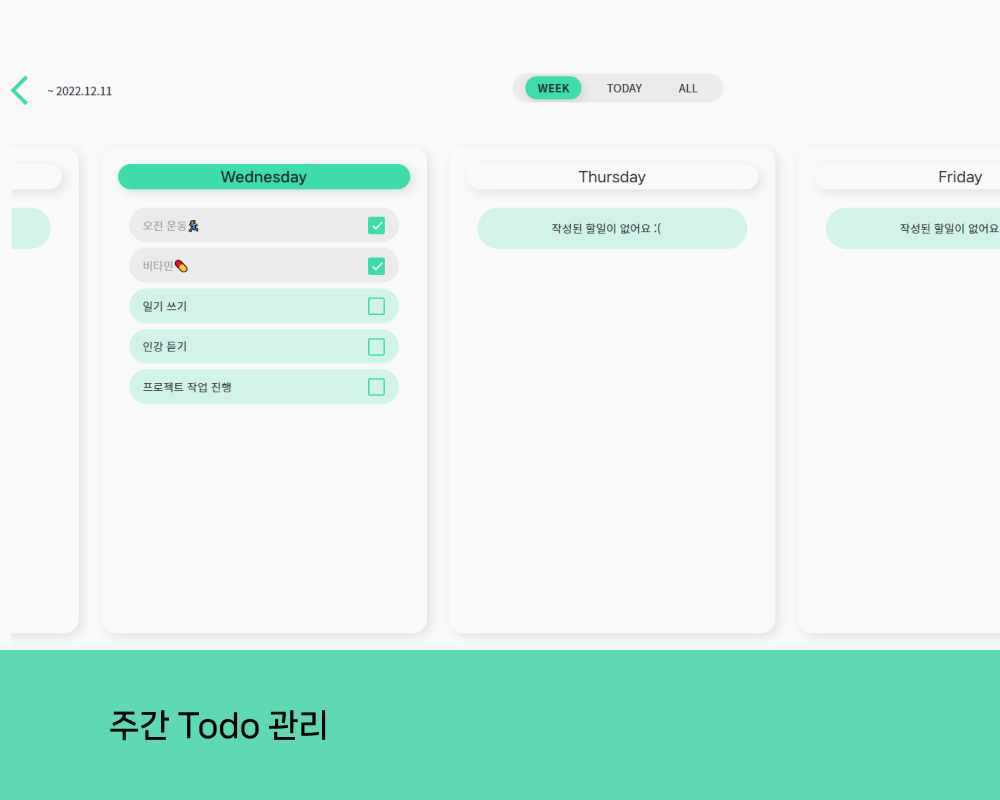 ~ 2022.12.11
WEEK TODAY ALL
Wednesday
오전 운동🏃
비타민💊
일기 쓰기
인강 듣기
프로젝트 작업 진행
Thursday
작성된 할일이 없어요 :(
Friday
작성된 할일이 없어요
주간 Todo 관리